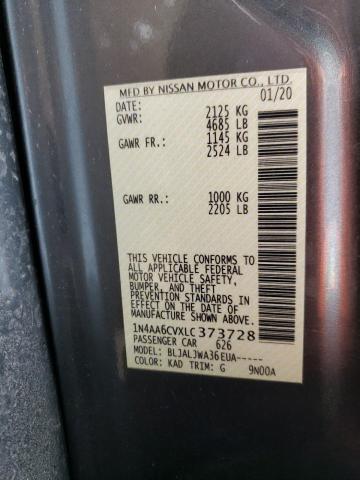 MFD BY NISSAN MOTOR CO., LTD.
DATE: 01/20
GVWR: 2125 KG
4685 LB
GAWR FR.: 1145 KG
2524 LB
GAWR RR.: 1000 KG
2205 LB
THIS VEHICLE CONFORMS TO
ALL APPLICABLE FEDERAL
MOTOR VEHICLE SAFETY,
BUMPER, AND THEFT
PREVENTION STANDARDS IN
EFFECT ON THE DATE OF
MANUFACTURE SHOWN ABOVE.
1N4AA6CVXLC373728
PASSENGER CAR 626
MODEL: BLJALJWA36EUA-----
COLOR: KAD TRIM: G 9N00A